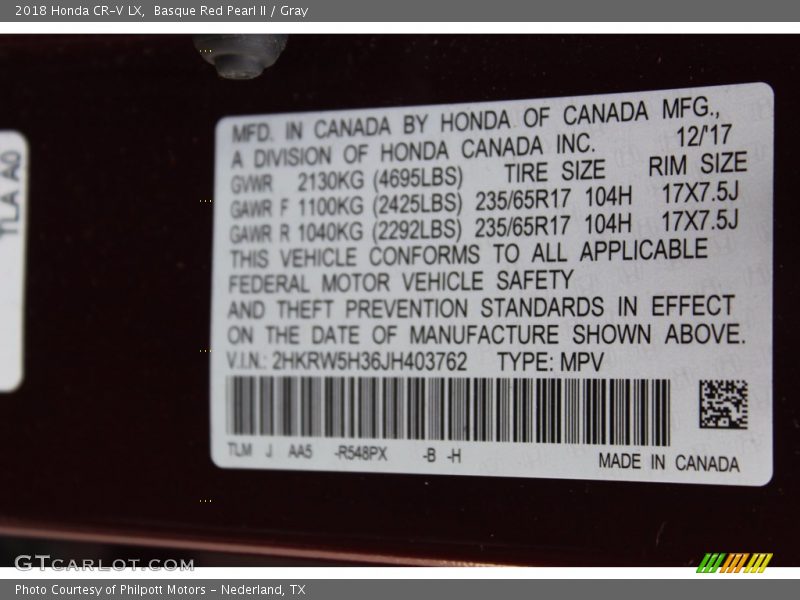 2018 Honda CR-V LX, Basque Red Pearl II / Gray
TLA A0
MFD. IN CANADA BY HONDA OF CANADA MFG.,
A DIVISION OF HONDA CANADA INC. 12/'17
GVWR 2130KG (4695LBS) TIRE SIZE RIM SIZE
GAWR F 1100KG (2425LBS) 235/65R17 104H 17X7.5J
GAWR R 1040KG (2292LBS) 235/65R17 104H 17X7.5J
THIS VEHICLE CONFORMS TO ALL APPLICABLE
FEDERAL MOTOR VEHICLE SAFETY
AND THEFT PREVENTION STANDARDS IN EFFECT
ON THE DATE OF MANUFACTURE SHOWN ABOVE.
V.I.N.: 2HKRW5H36JH403762 TYPE: MPV
TLM J AA5 -R548PX -B -H
MADE IN CANADA
GTCARLOT.COM
Photo Courtesy of Philpott Motors - Nederland, TX